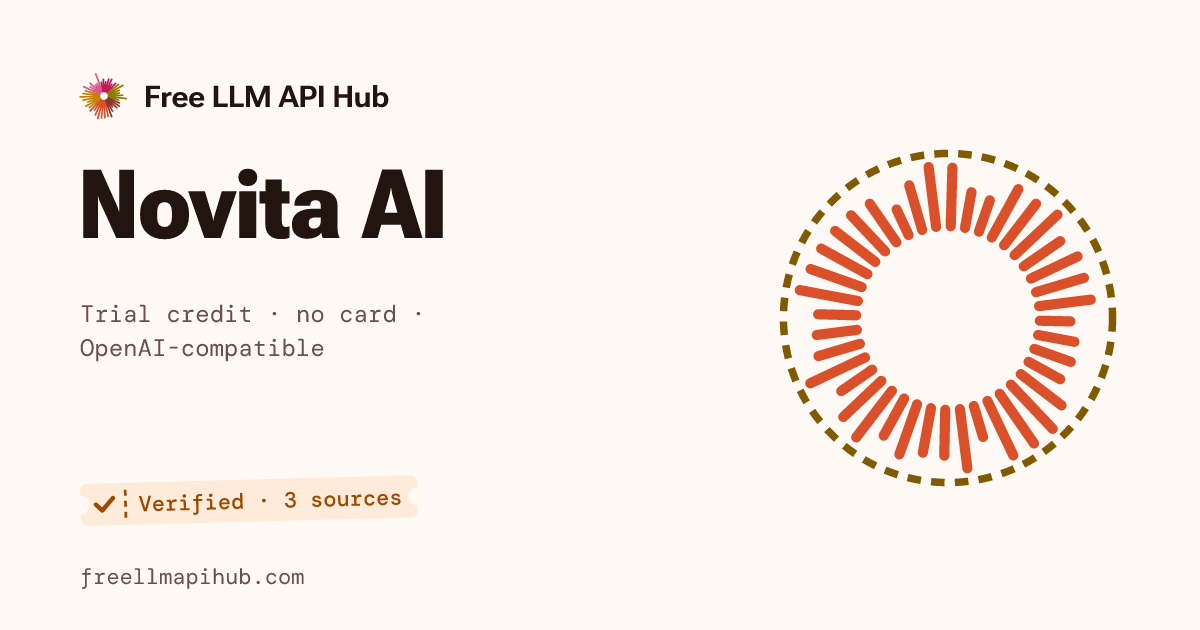 Free LLM API Hub
Novita AI
Trial credit · no card ·
OpenAI-compatible
Verified · 3 sources
freellmapihub.com